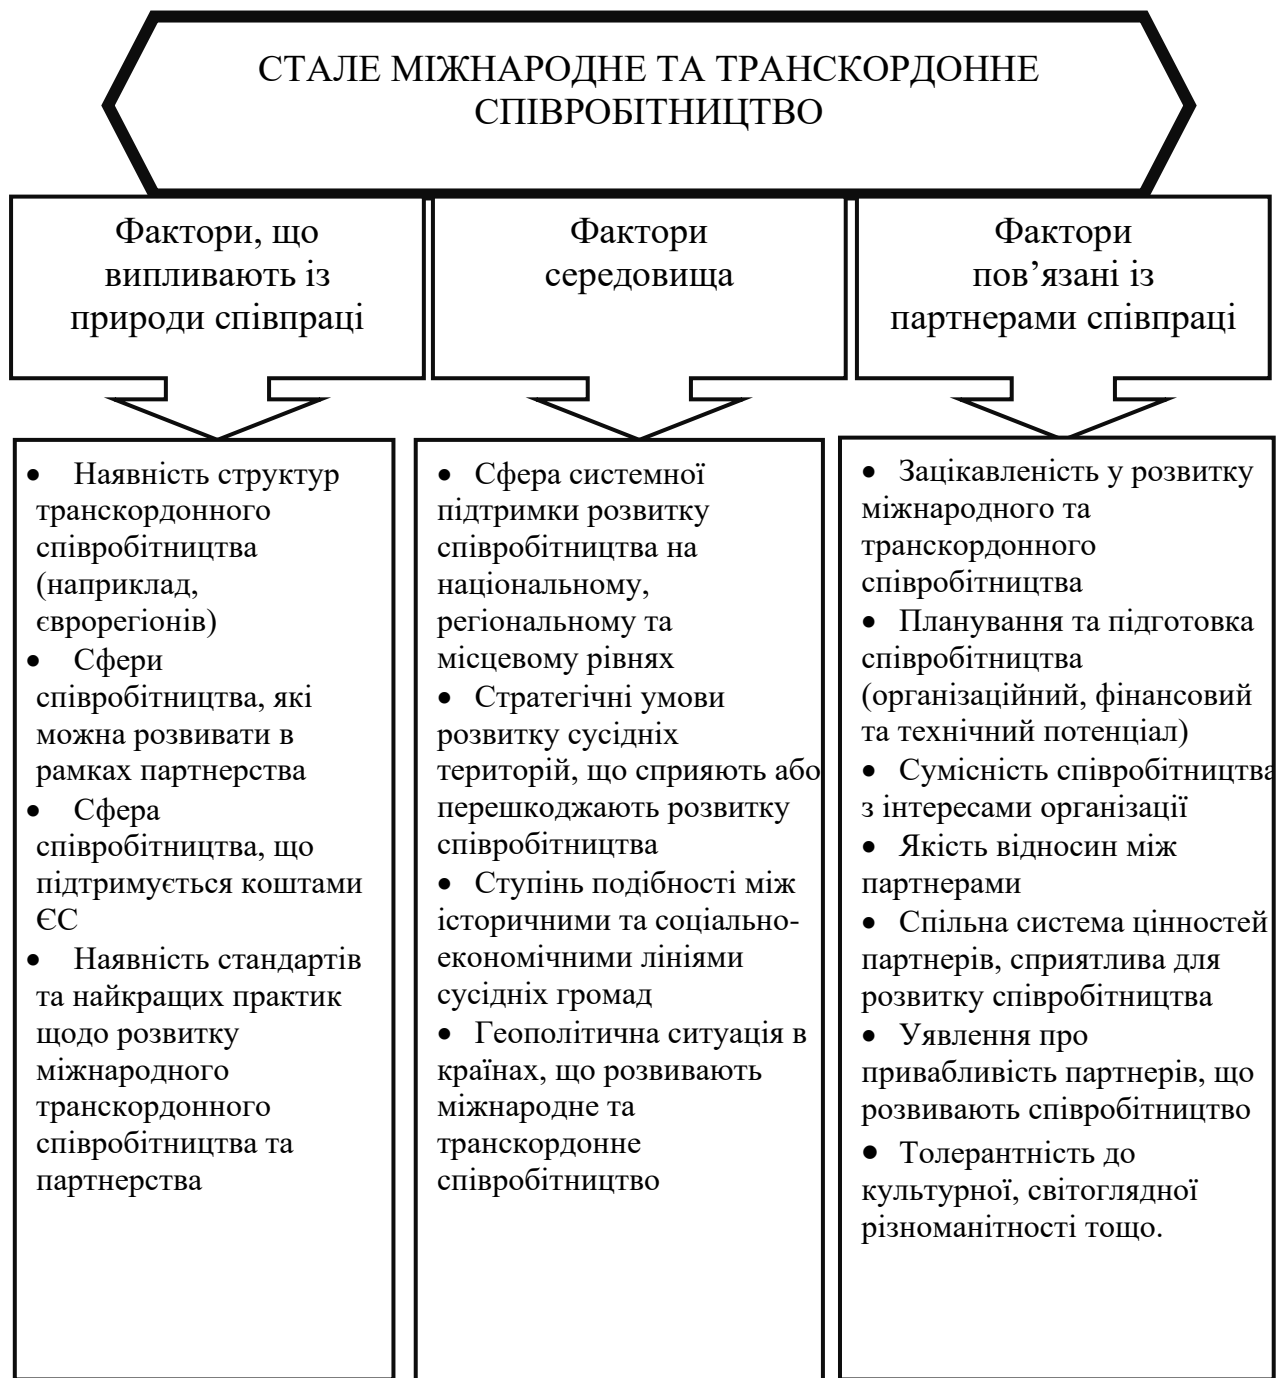 СТАЛЕ МІЖНАРОДНЕ ТА ТРАНСКОРДОННЕ
СПІВРОБІТНИЦТВО
Фактори, що
випливають із
природи співпраці
Фактори
середовища
Фактори
пов’язані із
партнерами співпраці
• Наявність структур
транскордонного
співробітництва
(наприклад,
єврорегіонів)
• Сфери
співробітництва, які
можна розвивати в
рамках партнерства
• Сфера
співробітництва, що
підтримується коштами
ЄС
• Наявність стандартів
та найкращих практик
щодо розвитку
міжнародного
транскордонного
співробітництва та
партнерства
• Сфера системної
підтримки розвитку
співробітництва на
національному,
регіональному та
місцевому рівнях
• Стратегічні умови
розвитку сусідніх
територій, що сприяють або
перешкоджають розвитку
співробітництва
• Ступінь подібності між
історичними та соціально-
економічними лініями
сусідніх громад
• Геополітична ситуація в
країнах, що розвивають
міжнародне та
транскордонне
співробітництво
• Зацікавленість у розвитку
міжнародного та
транскордонного
співробітництва
• Планування та підготовка
співробітництва
(організаційний, фінансовий
та технічний потенціал)
• Сумісність співробітництва
з інтересами організації
• Якість відносин між
партнерами
• Спільна система цінностей
партнерів, сприятлива для
розвитку співробітництва
• Уявлення про
привабливість партнерів, що
розвивають співробітництво
• Толерантність до
культурної, світоглядної
різноманітності тощо.